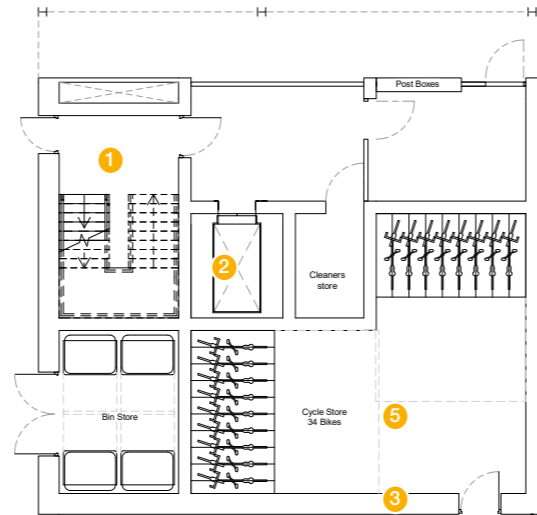 Post Boxes
1
2
Cleaners
store
Bin Store
Cycle Store
34 Bikes
5
3